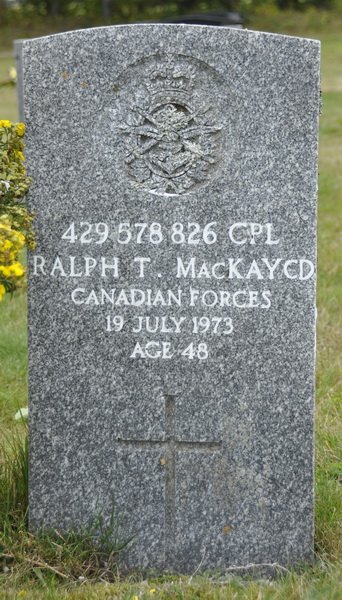 429 578 826 CPL
RALPH T. MacKAY CD
CANADIAN FORCES
19 JULY 1973
AGE 48